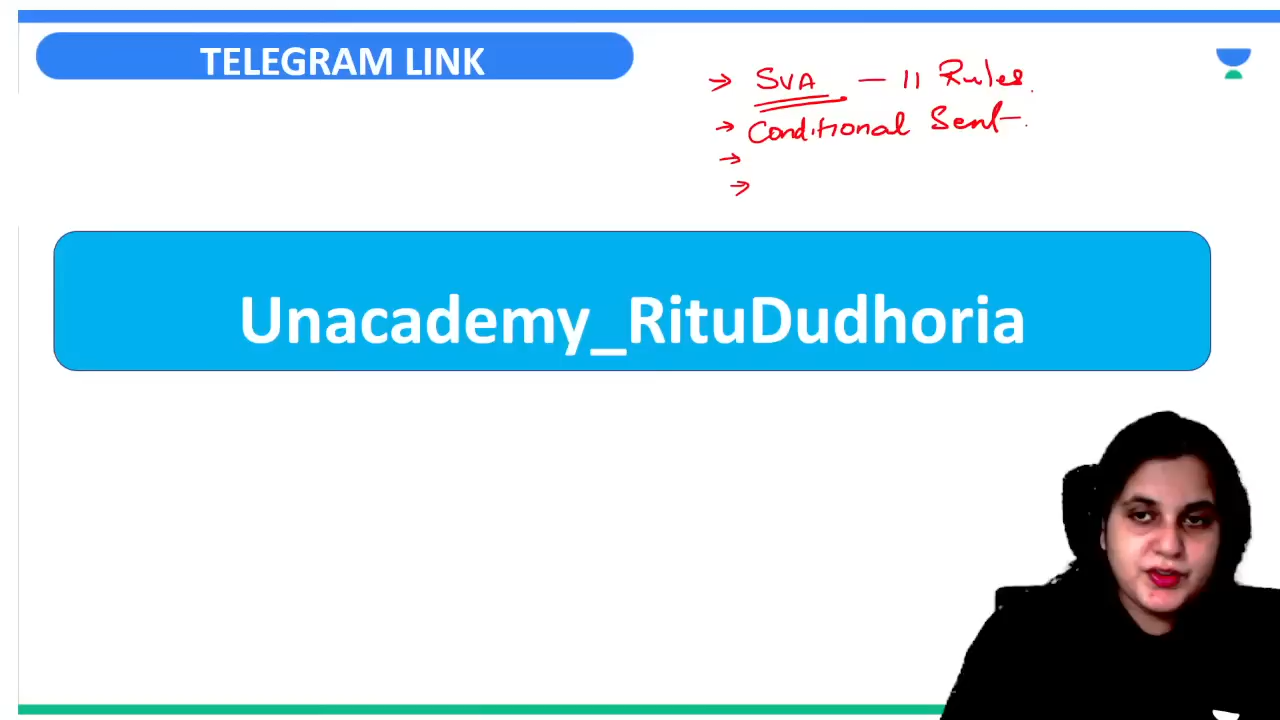 TELEGRAM LINK
→ SVA — 11 Rules.
→ Conditional Sent—.
→
→
Unacademy_RituDudhoria